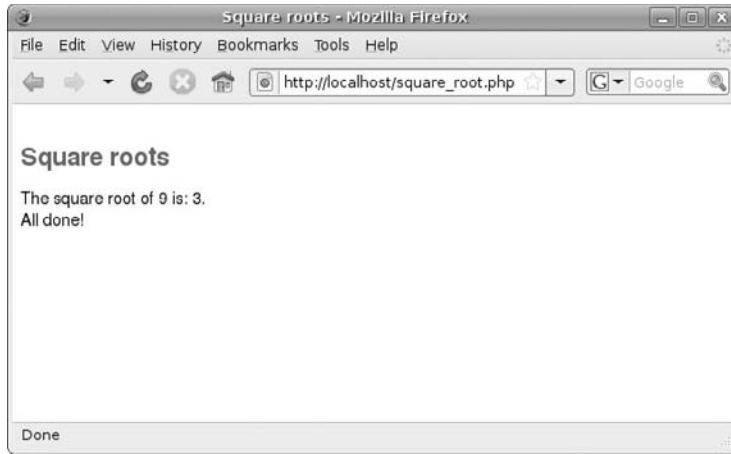 Square roots - Mozilla Firefox
File Edit View History Bookmarks Tools Help
http://localhost/square_root.php G Google
Square roots
The square root of 9 is: 3.
All done!
Done